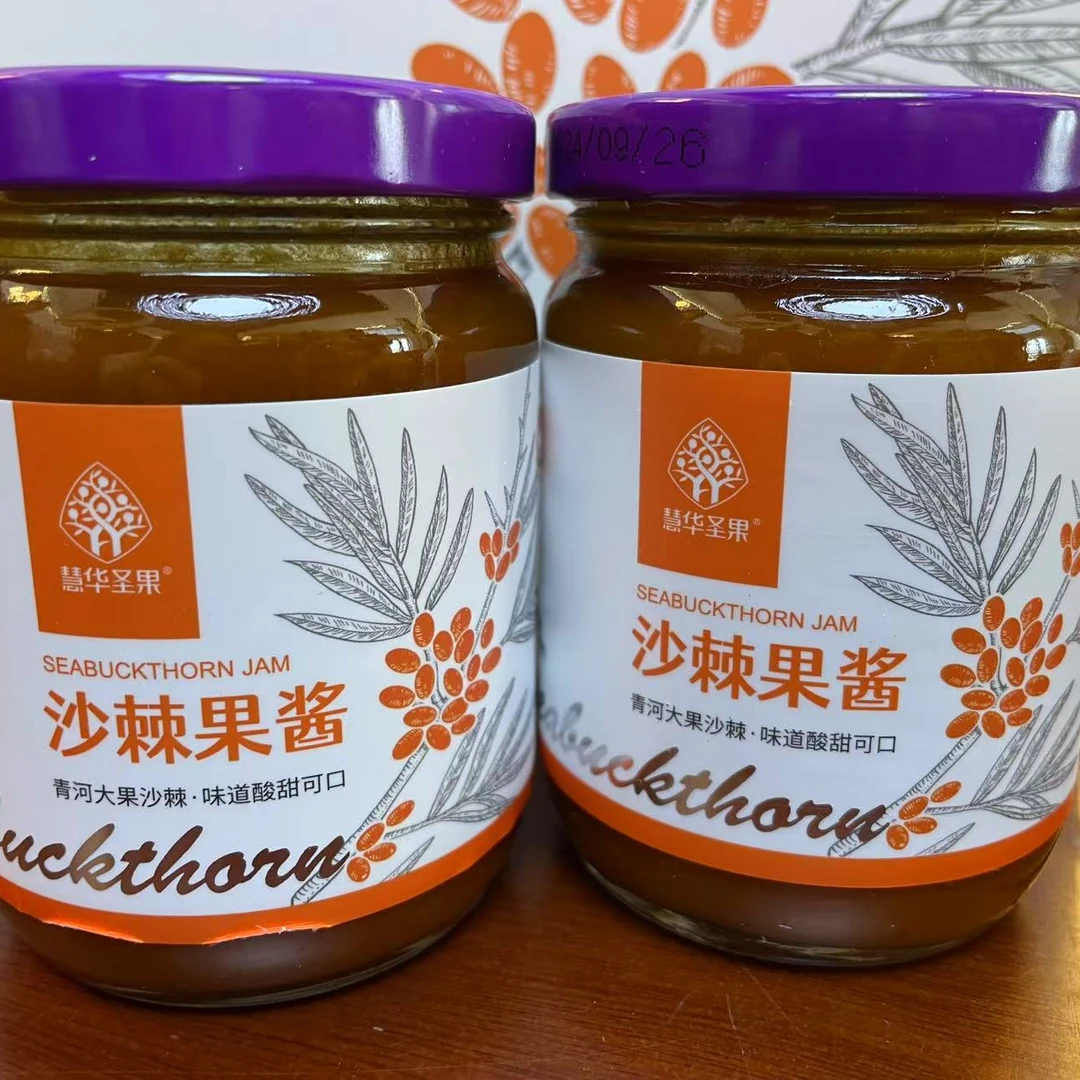 慧华圣果®
SEABUCKTHORN JAM
沙棘果酱
青河大果沙棘·味道酸甜可口
buckthorn
24/09/26
慧华圣果®
SEABUCKTHORN JAM
沙棘果酱
青河大果沙棘·味道酸甜可口
abuckthorn